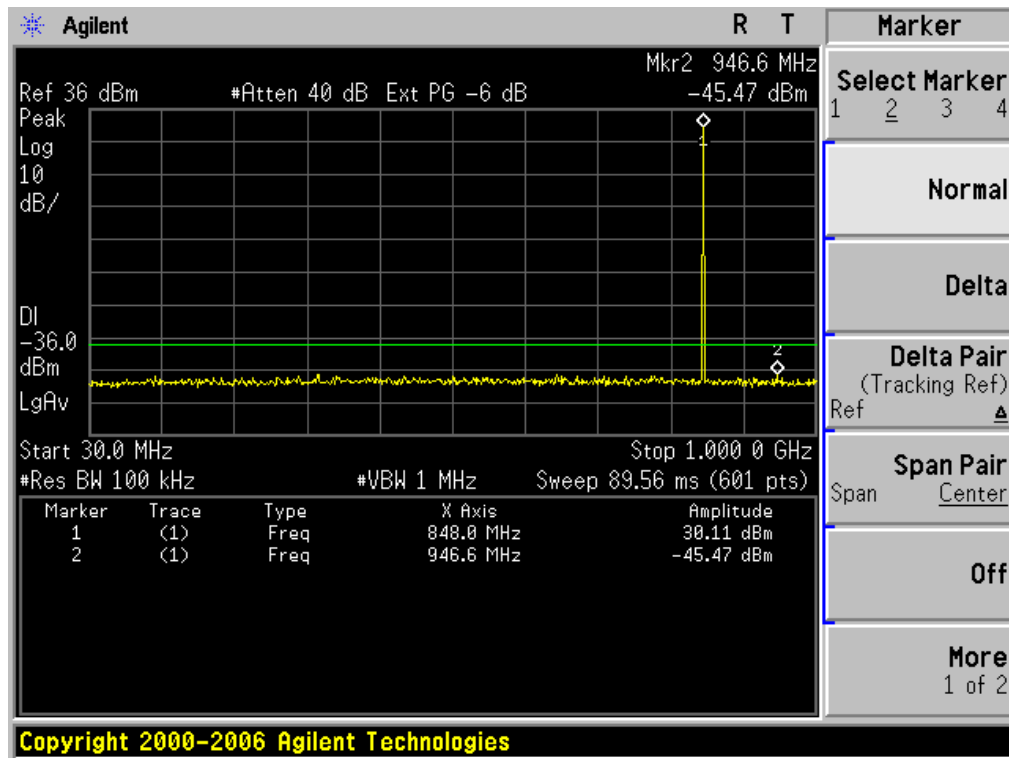 Agilent R T
Marker
Mkr2 946.6 MHz
Ref 36 dBm #Atten 40 dB Ext PG -6 dB -45.47 dBm
Peak
Log
10
dB/
1
DI
-36.0
dBm
2
LgAv
Start 30.0 MHz Stop 1.000 0 GHz
#Res BW 100 kHz #VBW 1 MHz Sweep 89.56 ms (601 pts)
Marker Trace Type X Axis Amplitude
1 (1) Freq 848.0 MHz 30.11 dBm
2 (1) Freq 946.6 MHz -45.47 dBm
Select Marker
1 2 3 4
Normal
Delta
Delta Pair
(Tracking Ref)
Ref Δ
Span Pair
Span Center
Off
More
1 of 2
Copyright 2000-2006 Agilent Technologies